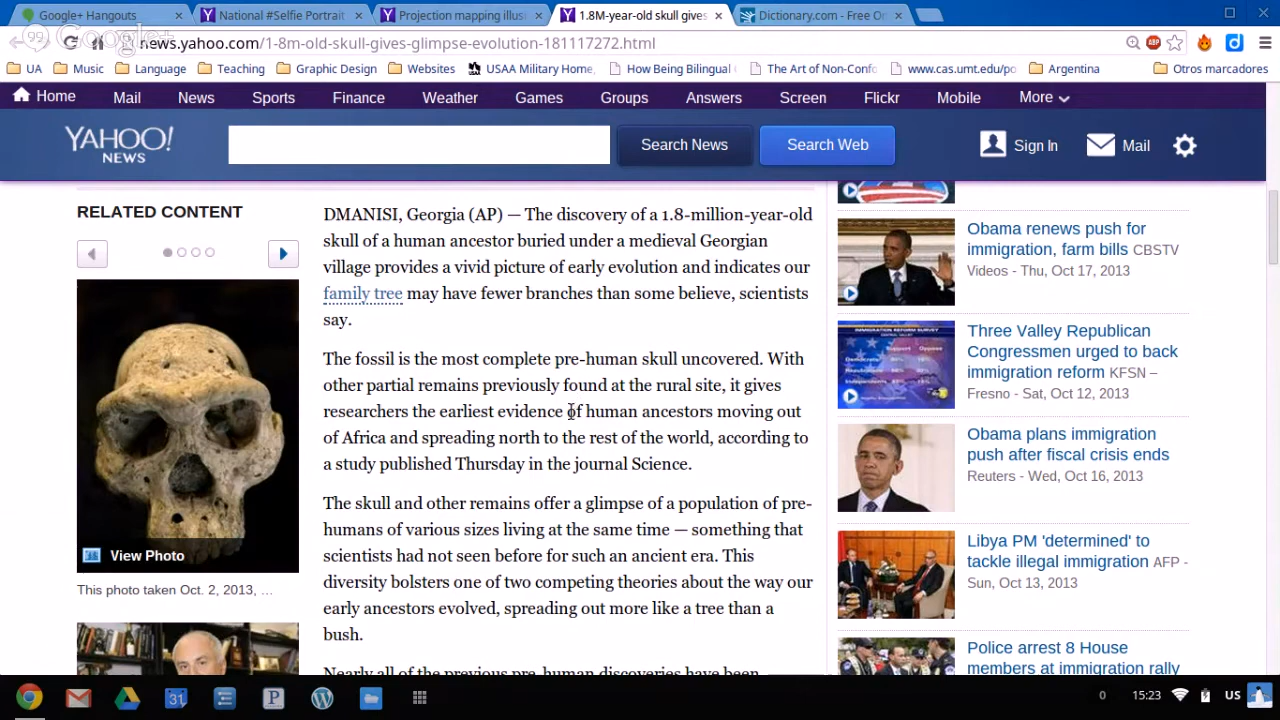 Google+ Hangouts
National #Selfie Portrait
Projection mapping illus
1.8M-year-old skull gives
Dictionary.com - Free On
Google+
news.yahoo.com/1-8m-old-skull-gives-glimpse-evolution-181117272.html
UA
Music
Language
Teaching
Graphic Design
Websites
USAA Military Home,
How Being Bilingual
The Art of Non-Confo
www.cas.umt.edu/po
Argentina
Otros marcadores
Home
Mail
News
Sports
Finance
Weather
Games
Groups
Answers
Screen
Flickr
Mobile
More
YAHOO!
NEWS
Search News
Search Web
Sign In
Mail
RELATED CONTENT
View Photo
This photo taken Oct. 2, 2013, ...
DMANISI, Georgia (AP) — The discovery of a 1.8-million-year-old
skull of a human ancestor buried under a medieval Georgian
village provides a vivid picture of early evolution and indicates our
family tree may have fewer branches than some believe, scientists
say.
The fossil is the most complete pre-human skull uncovered. With
other partial remains previously found at the rural site, it gives
researchers the earliest evidence of human ancestors moving out
of Africa and spreading north to the rest of the world, according to
a study published Thursday in the journal Science.
The skull and other remains offer a glimpse of a population of pre-
humans of various sizes living at the same time — something that
scientists had not seen before for such an ancient era. This
diversity bolsters one of two competing theories about the way our
early ancestors evolved, spreading out more like a tree than a
bush.
Nearly all of the previous pre-human discoveries have been
Obama renews push for
immigration, farm bills CBSTV
Videos - Thu, Oct 17, 2013
Three Valley Republican
Congressmen urged to back
immigration reform KFSN –
Fresno - Sat, Oct 12, 2013
Obama plans immigration
push after fiscal crisis ends
Reuters - Wed, Oct 16, 2013
Libya PM 'determined' to
tackle illegal immigration AFP -
Sun, Oct 13, 2013
Police arrest 8 House
members at immigration rally
0
15:23
US